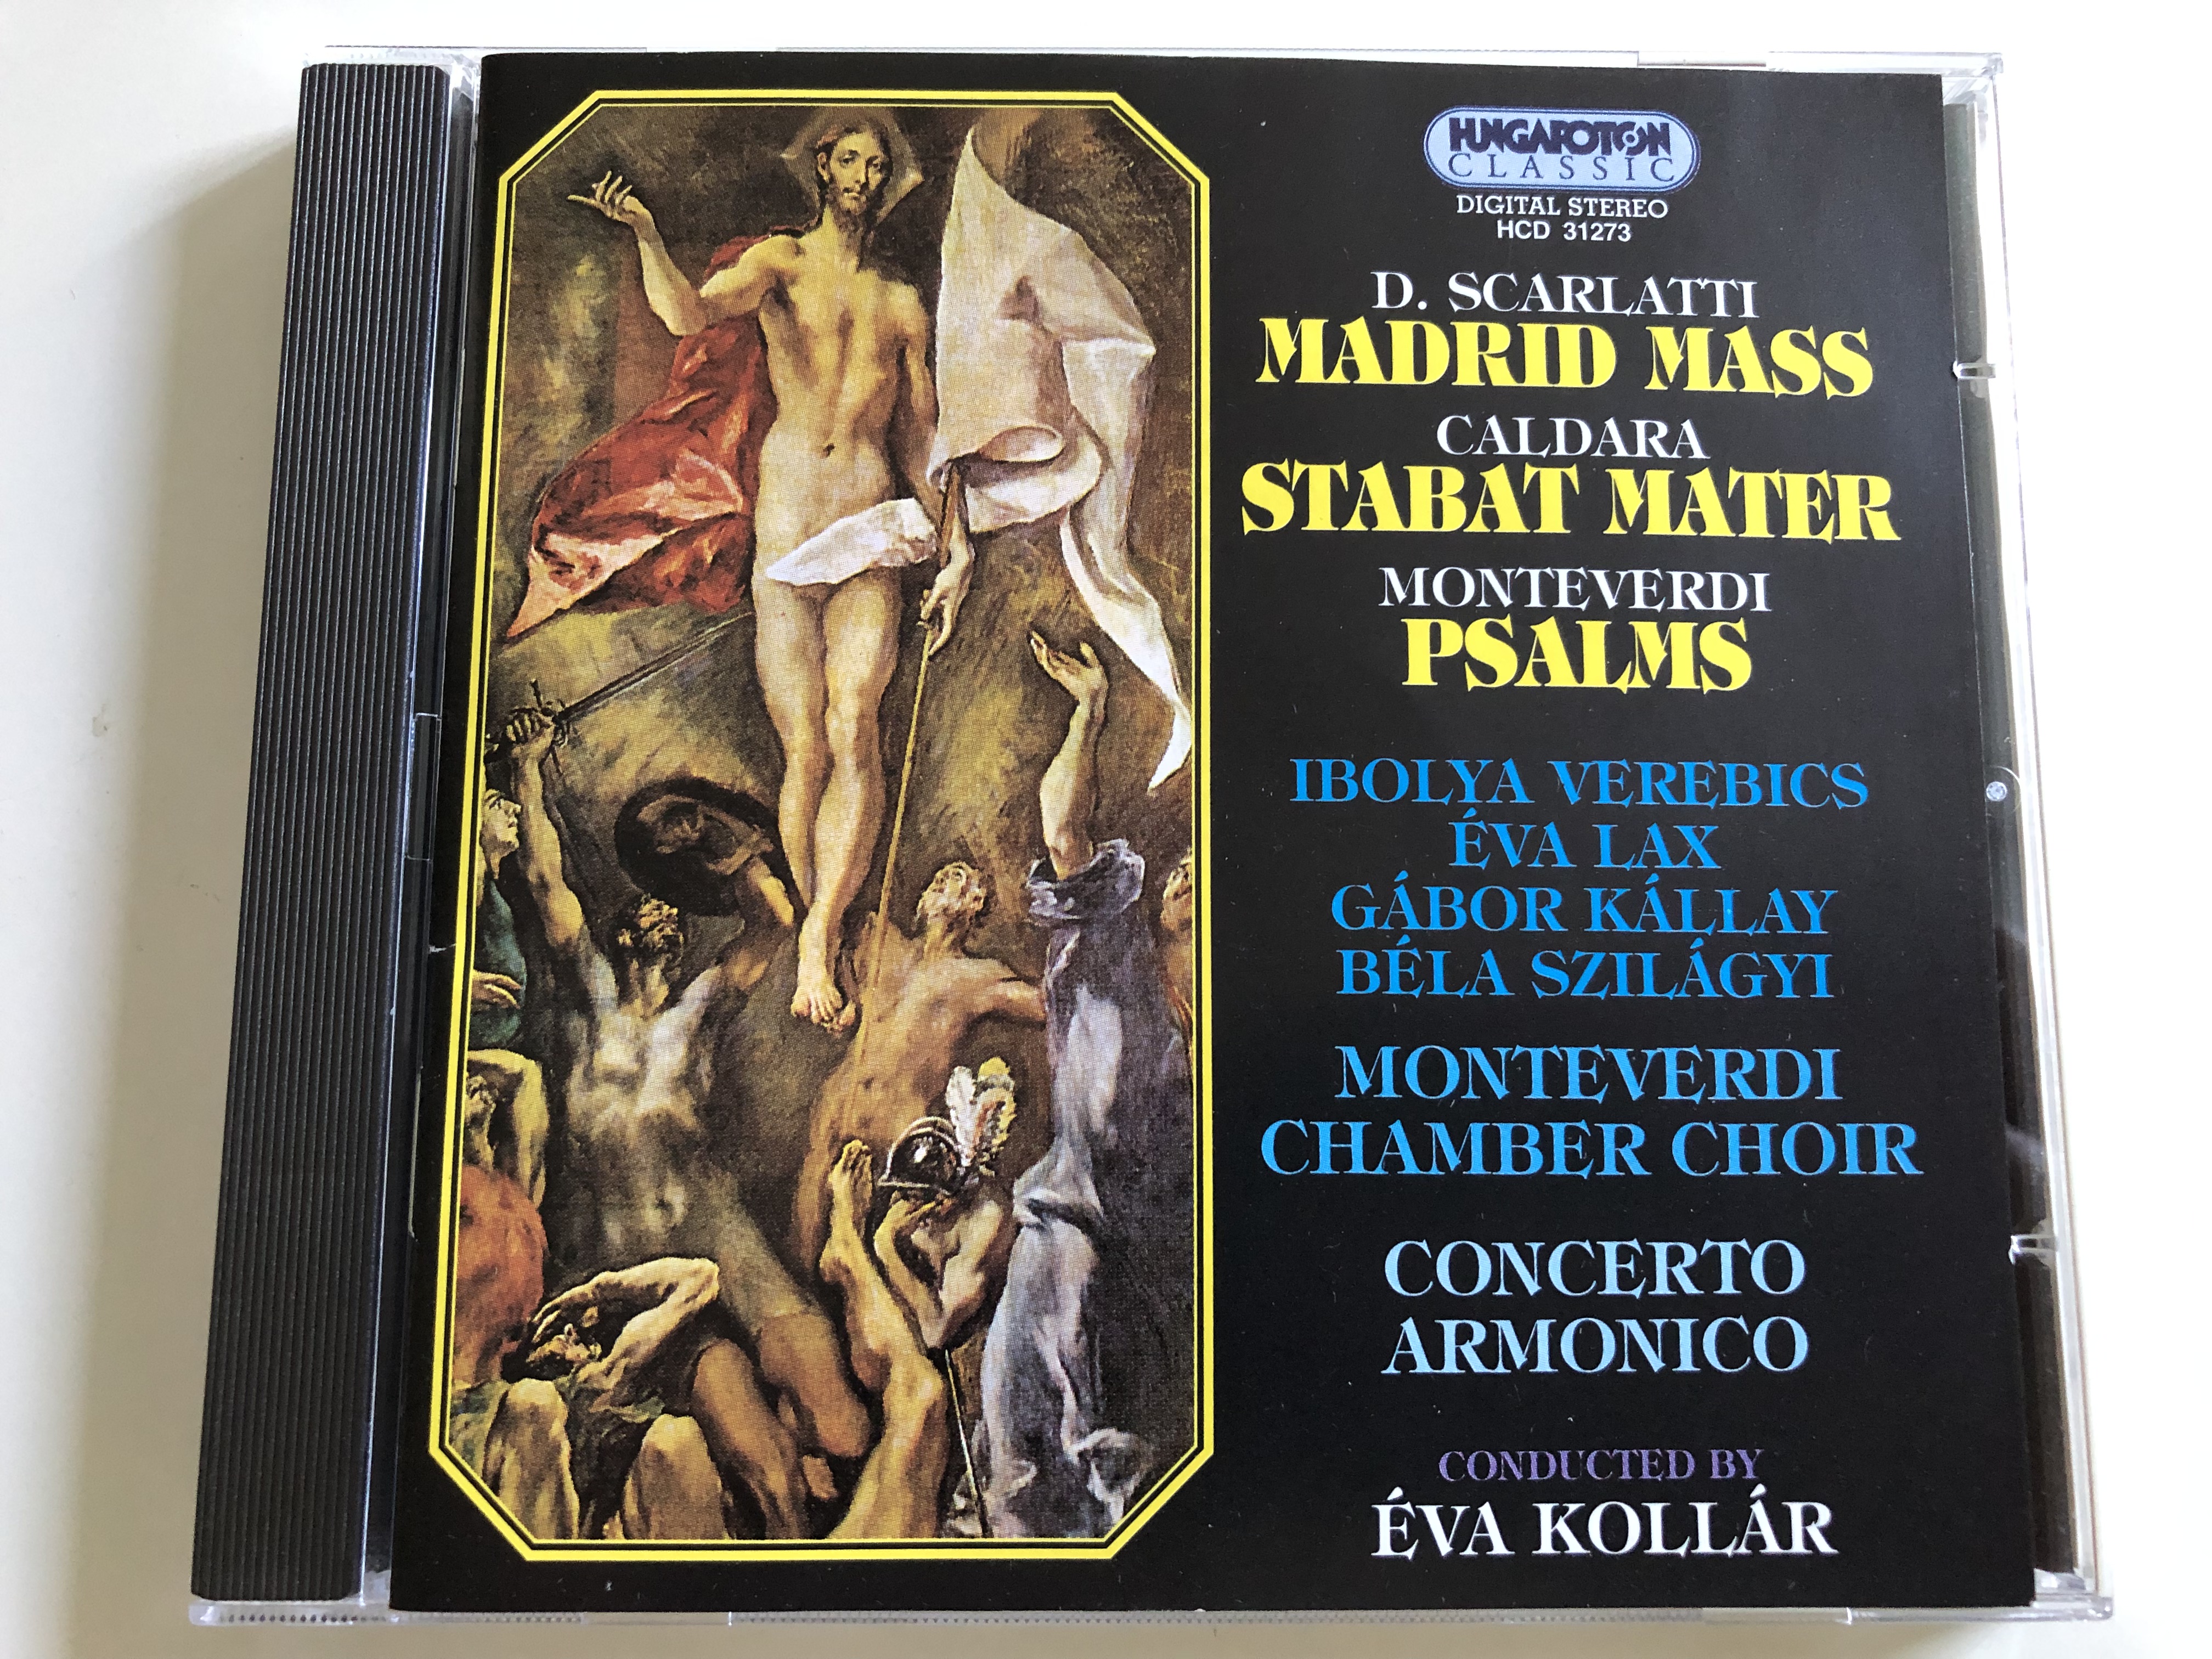 HUNGAROTON
CLASSIC
DIGITAL STEREO
HCD 31273
D. SCARLATTI
MADRID MASS
CALDARA
STABAT MATER
MONTEVERDI
PSALMS
IBOLYA VEREBICS
ÉVA LAX
GÁBOR KÁLLAY
BÉLA SZILÁGYI
MONTEVERDI
CHAMBER CHOIR
CONCERTO
ARMONICO
CONDUCTED BY
ÉVA KOLLÁR